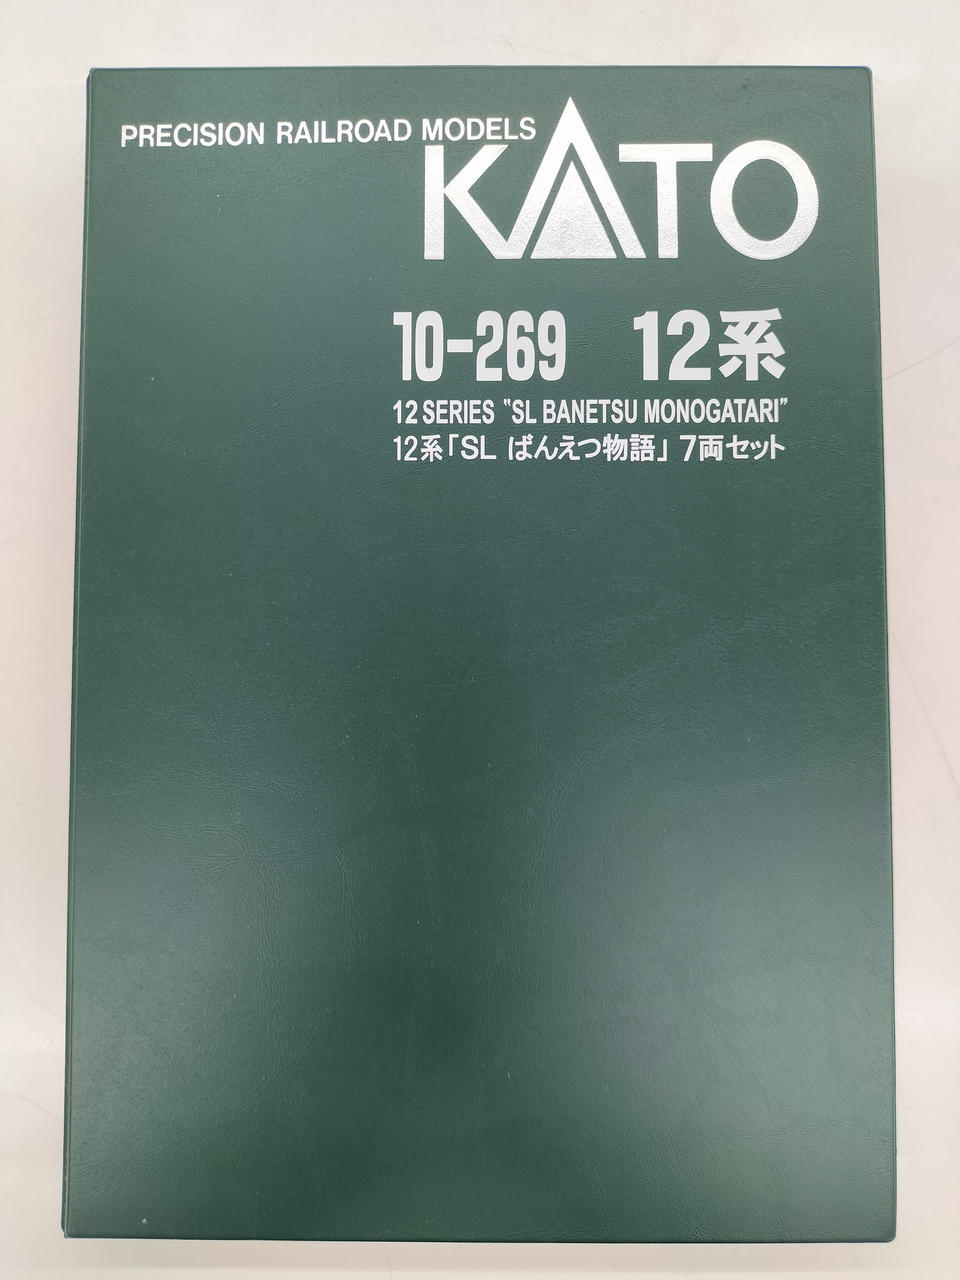 PRECISION RAILROAD MODELS
KATO
10-269 12系
12 SERIES “SL BANETSU MONOGATARI”
12系「SL ばんえつ物語」 7両セット